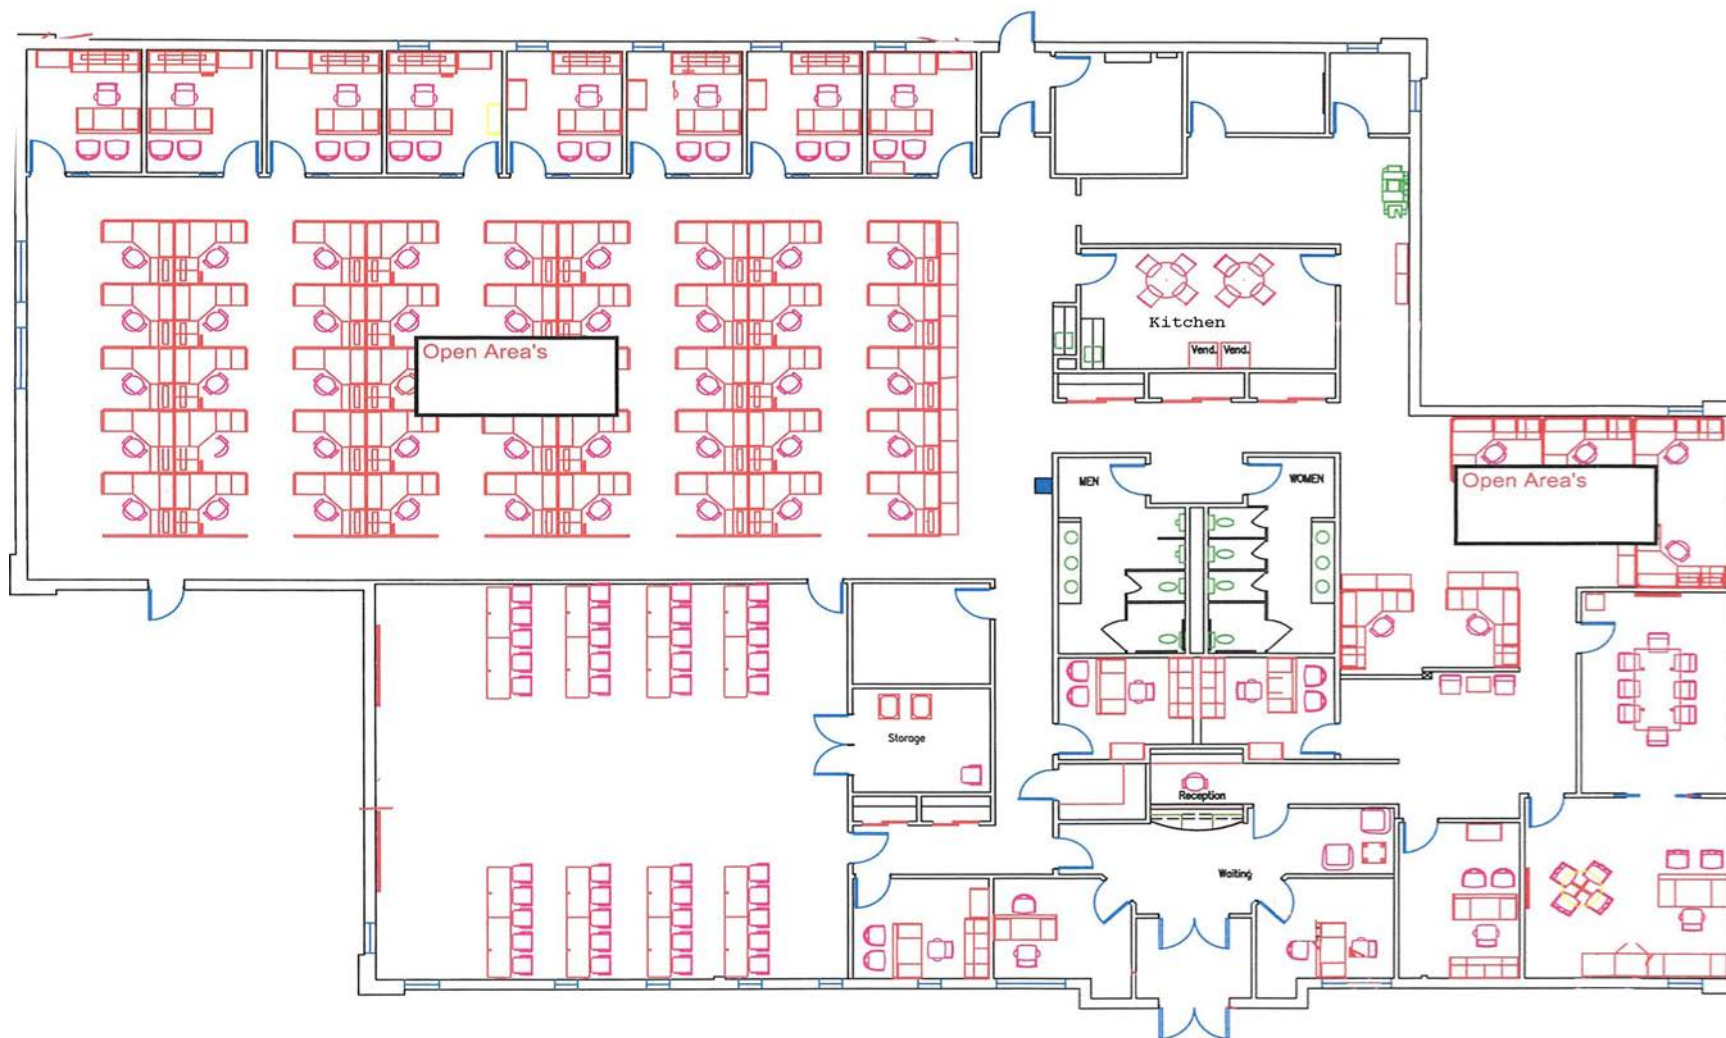 Kitchen
Open Area's
Vend. Vend.
MEN
WOMEN
Open Area's
Storage
Reception
Waiting